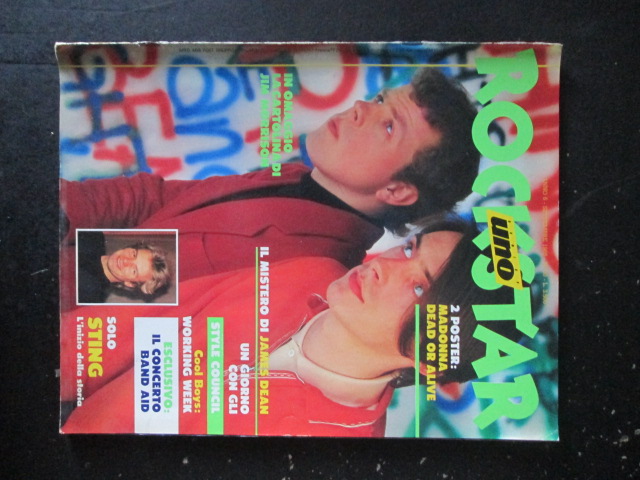 ROCKSTAR
uno
2 POSTER:
MADONNA
DEAD OR ALIVE
IN OMAGGIO
LA CARTOLINA DI
JIM MORRISON
IL MISTERO DI JAMES DEAN
UN GIORNO
CON GLI
STYLE COUNCIL
Cool Boys:
WORKING WEEK
ESCLUSIVO:
IL CONCERTO
BAND AID
SOLO
STING
L'inizio della storia